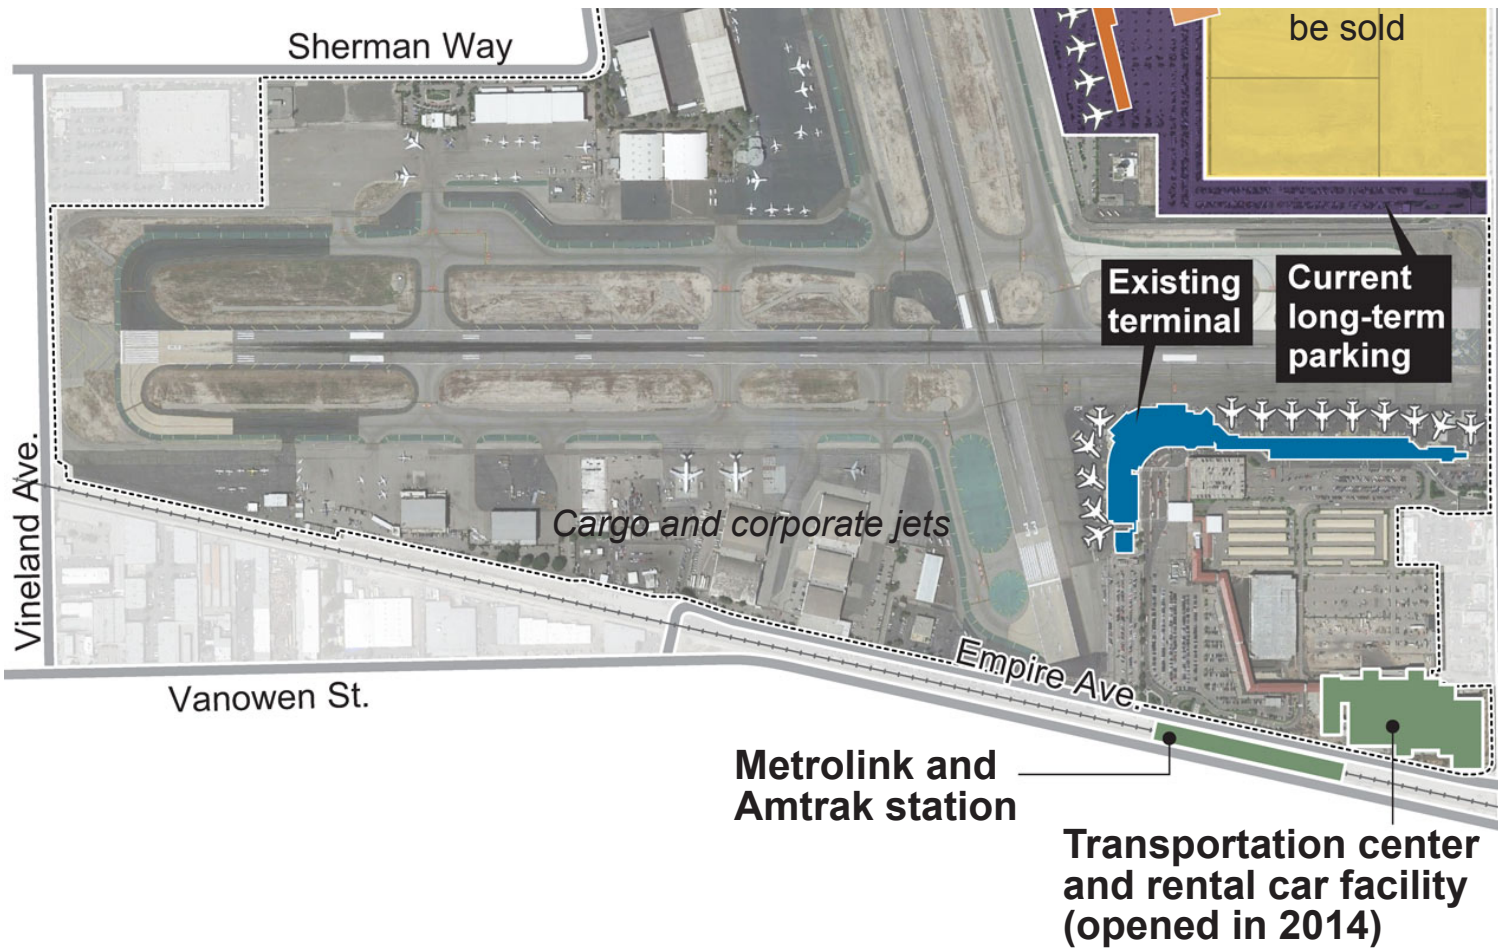 be sold
Sherman Way
Existing
terminal
Current
long-term
parking
Vineland Ave.
Cargo and corporate jets
Empire Ave.
Vanowen St.
Metrolink and
Amtrak station
Transportation center
and rental car facility
(opened in 2014)